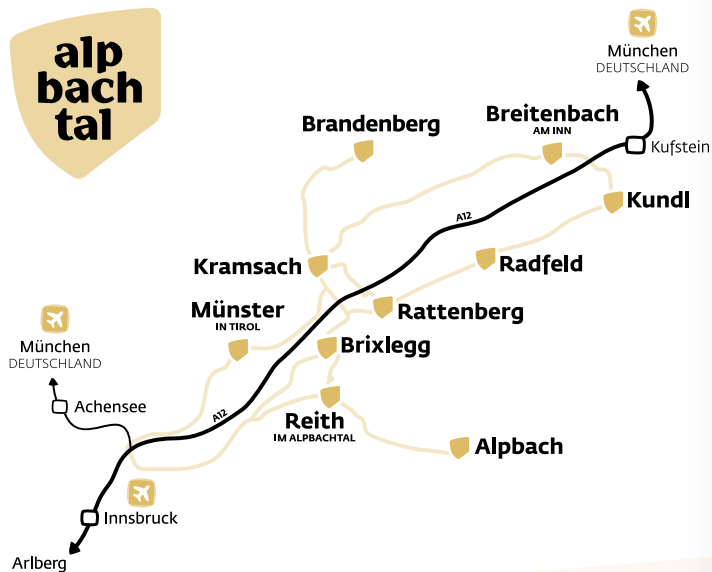 alp
bach
tal
München
DEUTSCHLAND
Brandenberg
Breitenbach
AM INN
Kufstein
Kundl
A12
Kramsach
Radfeld
Münster
IN TIROL
Rattenberg
München
DEUTSCHLAND
Brixlegg
Achensee
A12
Reith
IM ALPBACHTAL
Alpbach
Innsbruck
Arlberg